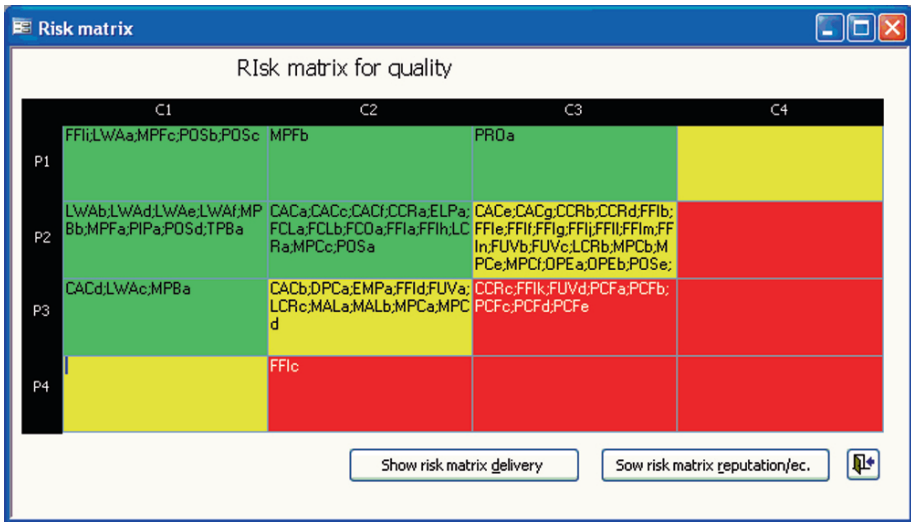 Risk matrix
RIsk matrix for quality
C1 C2 C3 C4
P1
FFIi;LWAa;MPFc;POSb;POSc
MPFb
PROa
P2
LWAb;LWAd;LWAe;LWAf;MP
Bb;MPFa;PIPa;POSd;TPBa
CACa;CACc;CACf;CCRa;ELPa;
FCLa;FCLb;FCOa;FFIa;FFIh;LC
Ra;MPCc;POSa
CACe;CACg;CCRb;CCRd;FFIb;
FFIe;FFIf;FFIg;FFIj;FFIl;FFIm;FF
In;FUVb;FUVc;LCRb;MPCb;M
PCe;MPCf;OPEa;OPEb;POSe;
P3
CACd;LWAc;MPBa
CACb;DPCa;EMPa;FFId;FUVa;
LCRc;MALa;MALb;MPCa;MPC
d
CCRc;FFIk;FUVd;PCFa;PCFb;
PCFc;PCFd;PCFe
P4
FFIc
Show risk matrix delivery
Sow risk matrix reputation/ec.